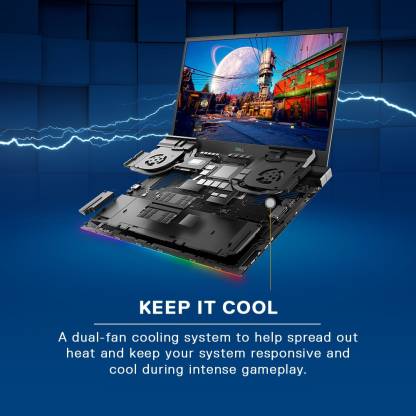 DELL
KEEP IT COOL
A dual-fan cooling system to help spread out
heat and keep your system responsive and
cool during intense gameplay.